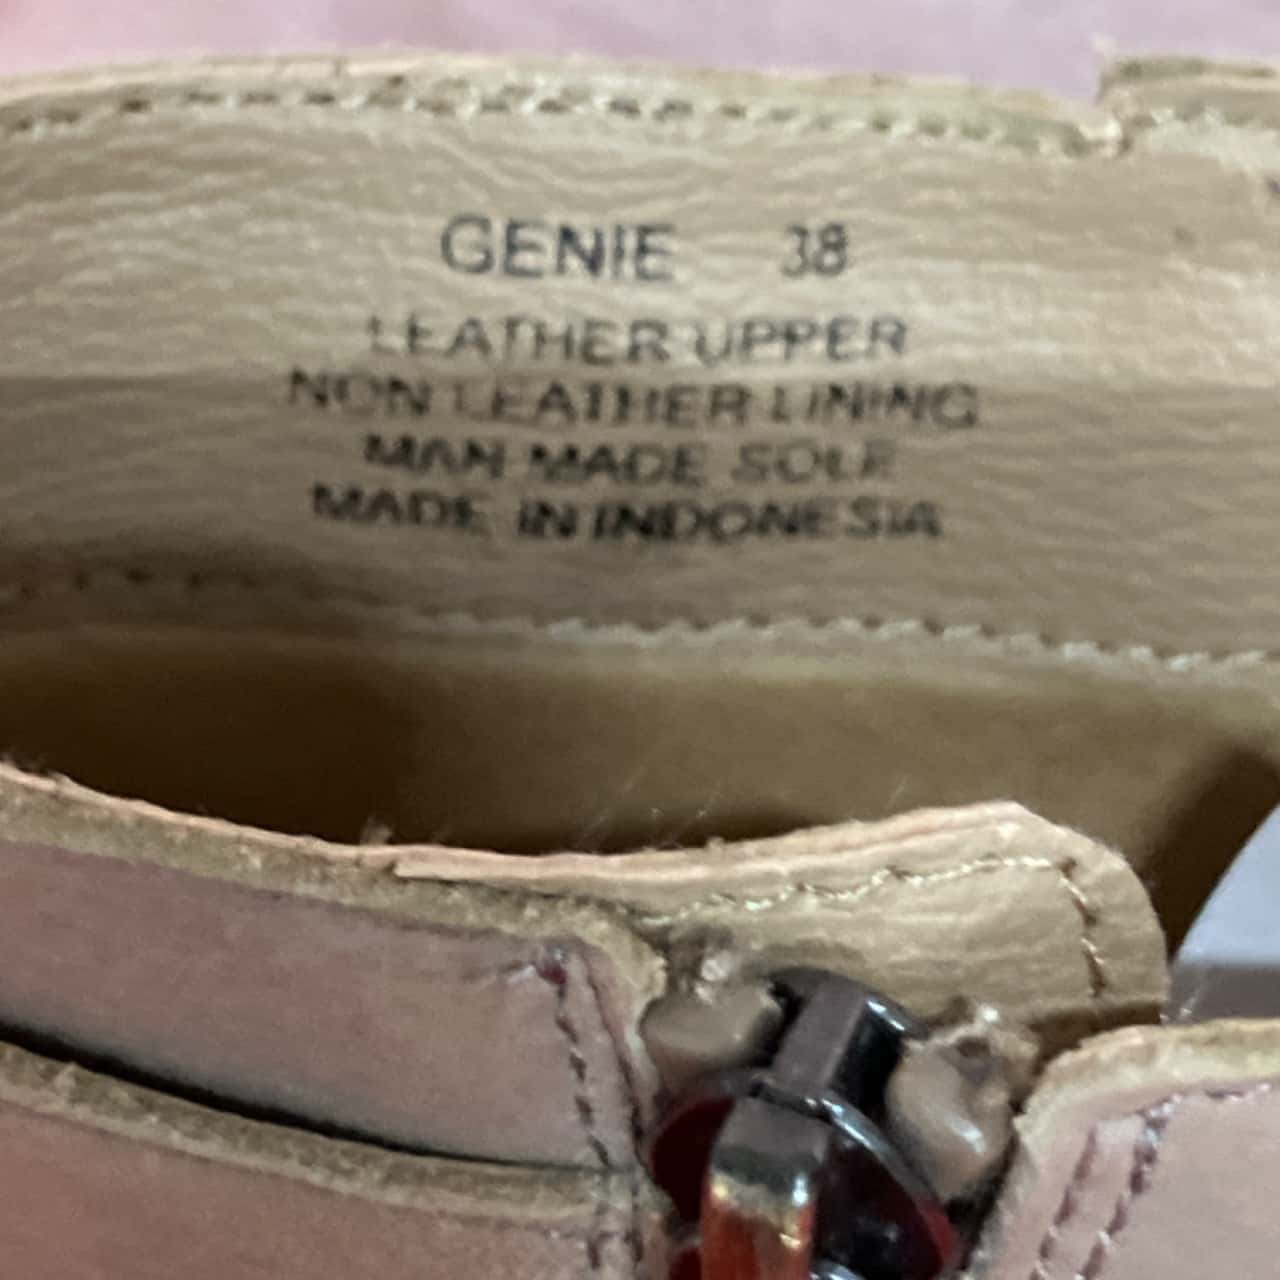 GENIE 38
LEATHER UPPER
NON LEATHER LINING
MAN MADE SOLE
MADE IN INDONESIA